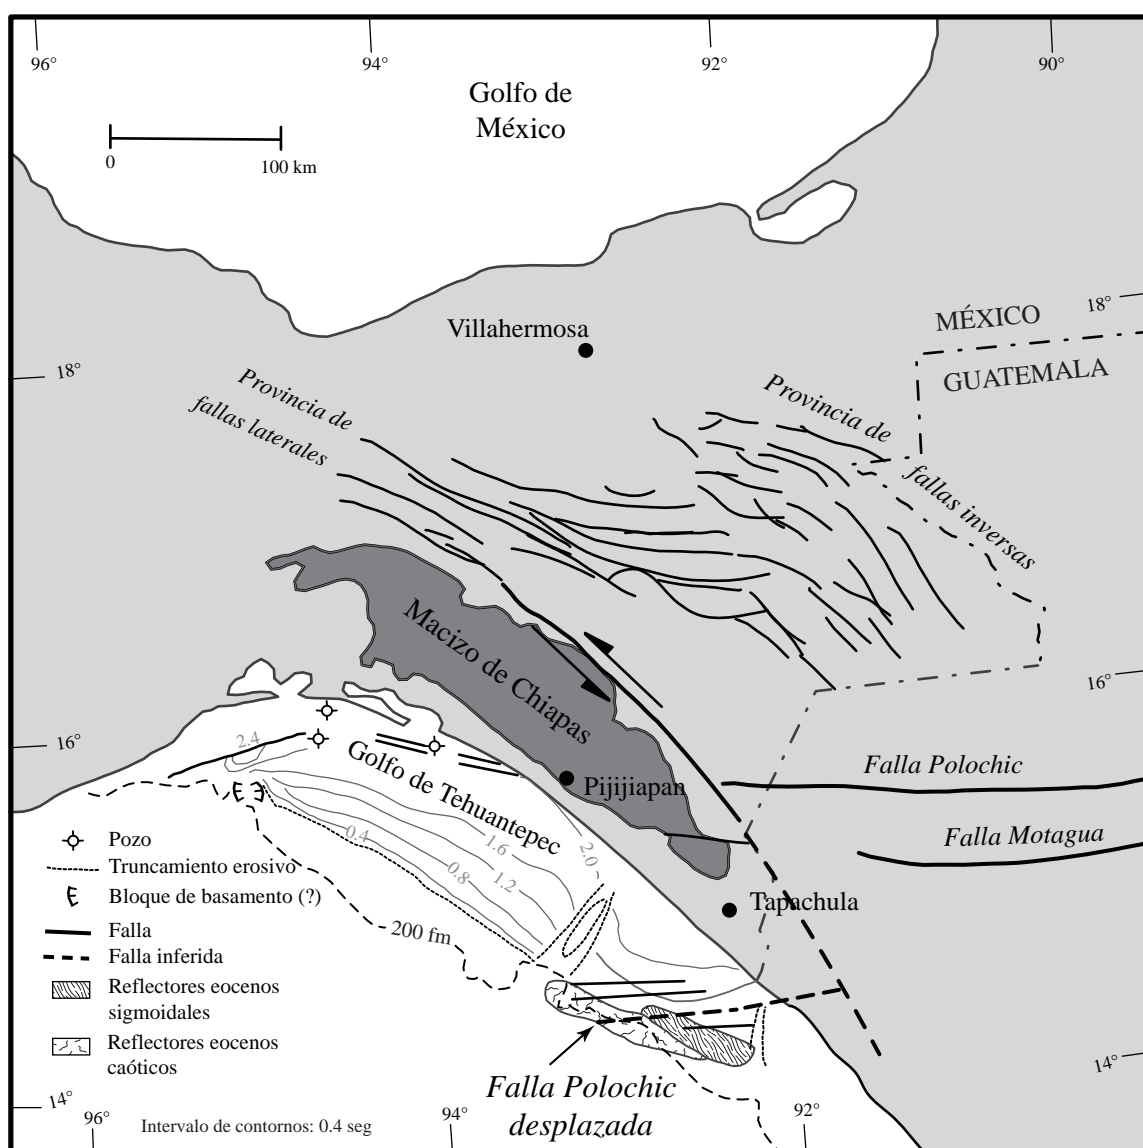 96°
94°
92°
90°
Golfo de
México
0
100 km
18°
MÉXICO
GUATEMALA
Villahermosa
18°
Provincia de
fallas laterales
Provincia de
fallas inversas
Macizo de Chiapas
16°
16°
2.4
Golfo de Tehuantepec
Pijijiapan
Falla Polochic
Falla Motagua
0.4
1.6
2.0
0.8
1.2
Tapachula
200 fm
Pozo
Truncamiento erosivo
Bloque de basamento (?)
Falla
Falla inferida
Reflectores eocenos
sigmoidales
Reflectores eocenos
caóticos
14°
Falla Polochic
desplazada
14°
96°
94°
92°
Intervalo de contornos: 0.4 seg